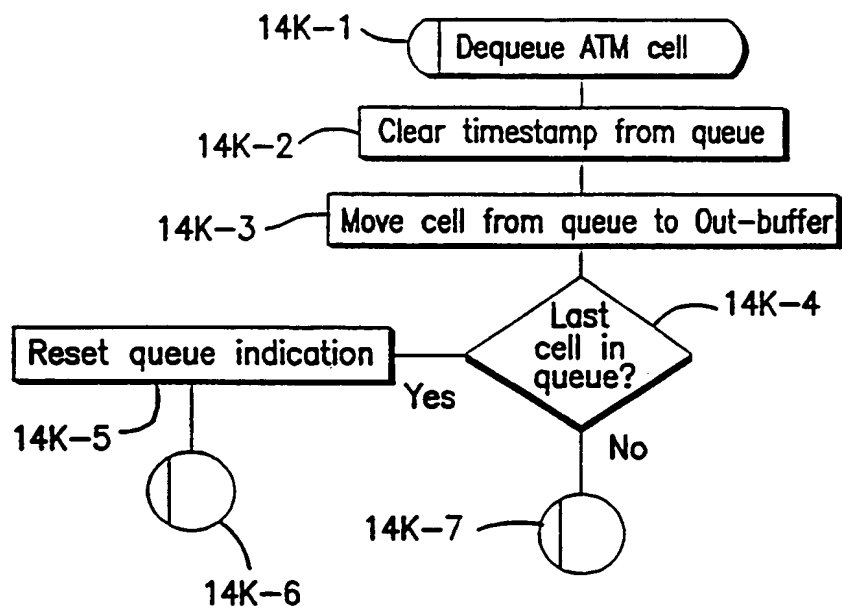 14K-1
Dequeue ATM cell
Clear timestamp from queue
14K-2
Move cell from queue to Out-buffer
14K-3
Last
cell in
queue?
14K-4
Reset queue indication
Yes
14K-5
No
14K-7
14K-6